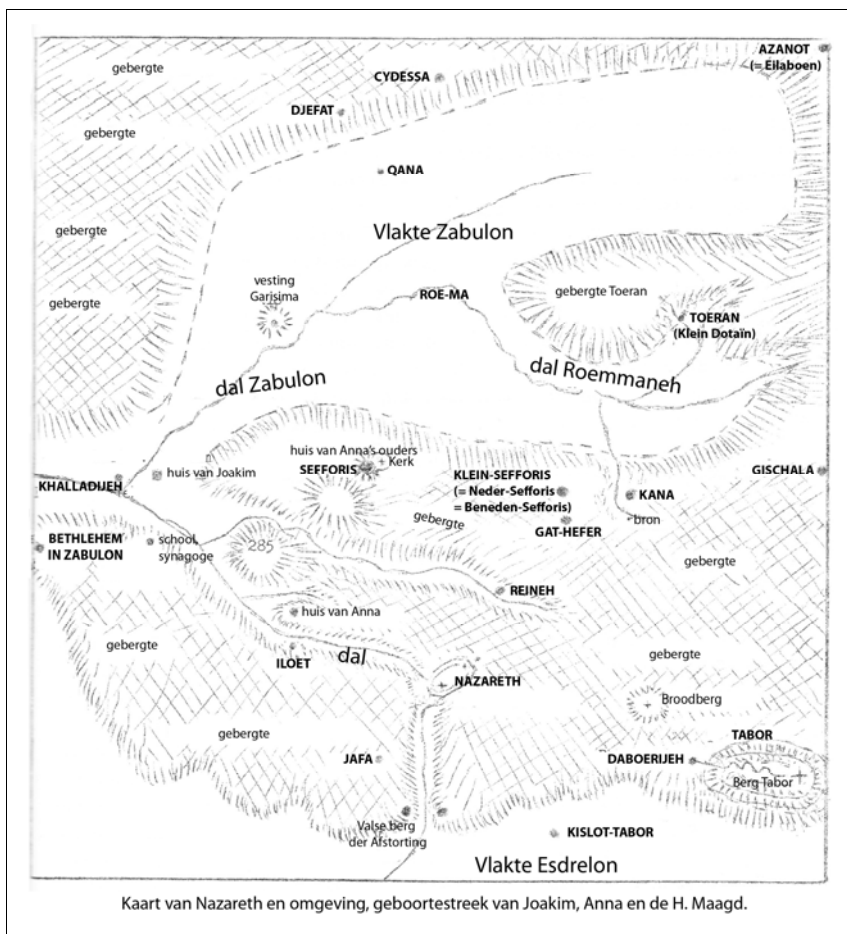 AZANOT
(= Eilaboen)
gebergte
CYDESSA
DJEFAT
gebergte
QANA
gebergte
Vlakte Zabulon
vesting
Garisima
ROE-MA
gebergte Toeran
gebergte
TOERAN
(Klein Dotaïn)
dal Zabulon
dal Roemmaneh
huis van Anna's ouders
SEFFORIS
Kerk
huis van Joakim
KHALLADIJEH
KLEIN-SEFFORIS
(= Neder-Sefforis
= Beneden-Sefforis)
GISCHALA
KANA
gebergte
bron
GAT-HEFER
BETHLEHEM
IN ZABULON
school,
synagoge
285
gebergte
REINEH
huis van Anna
gebergte
ILOET
dal
gebergte
NAZARETH
Broodberg
gebergte
TABOR
JAFA
DABOERIJEH
Berg Tabor
Valse berg
der Afstorting
KISLOT-TABOR
Vlakte Esdrelon
Kaart van Nazareth en omgeving, geboortestreek van Joakim, Anna en de H. Maagd.